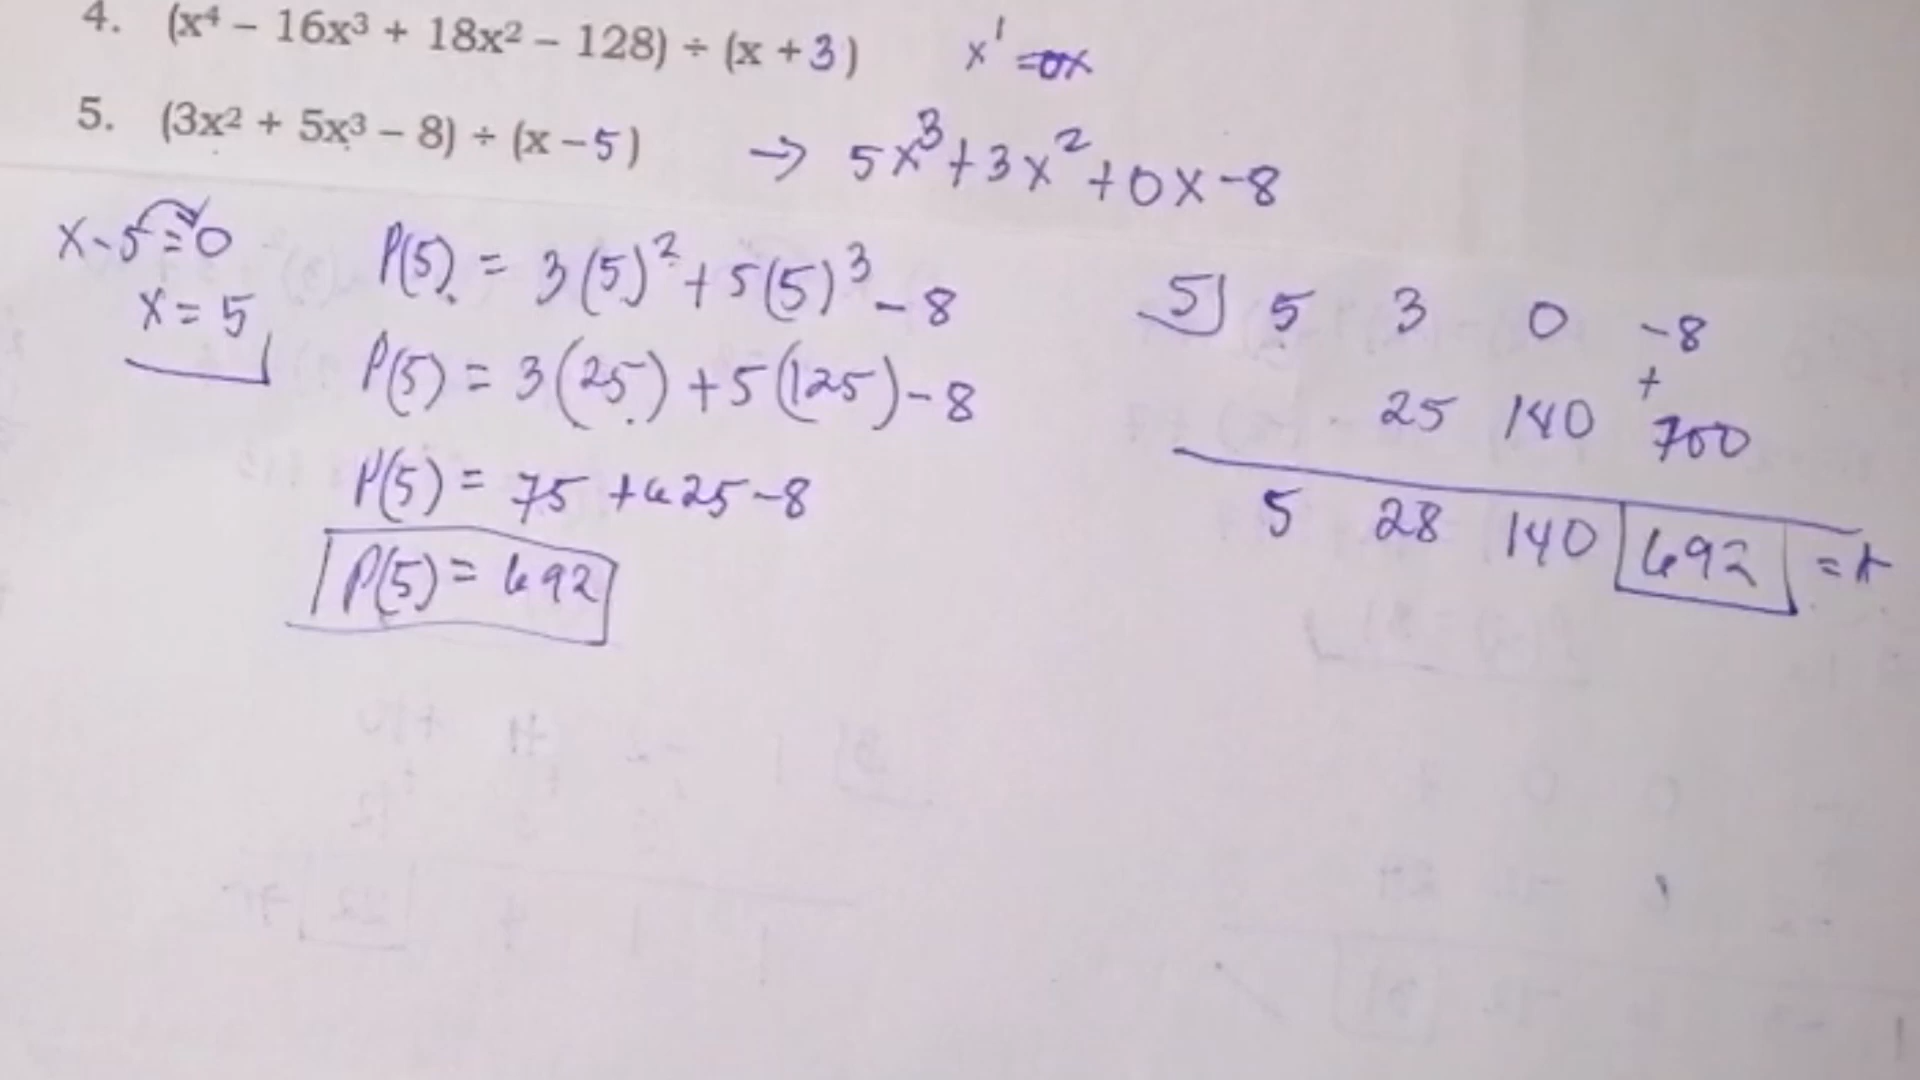 4. (x⁴ – 16x³ + 18x² – 128) ÷ (x + 3) x¹ = 0x
5. (3x² + 5x³ – 8) ÷ (x – 5) → 5x³ + 3x² + 0x - 8
x - 5 = 0
x = 5
P(5) = 3(5)² + 5(5)³ - 8
P(5) = 3(25) + 5(125) - 8
P(5) = 75 + 625 - 8
P(5) = 692
5 5 3 0 -8
+
25 140 700
5 28 140 692 = r